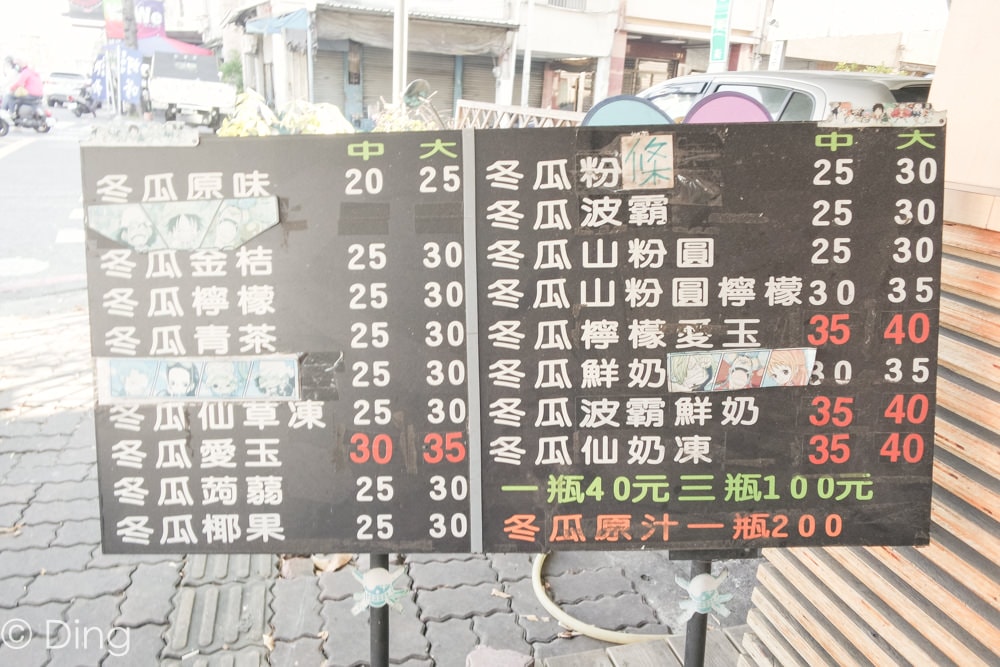 中 大
冬瓜原味 20 25
冬瓜金桔 25 30
冬瓜檸檬 25 30
冬瓜青茶 25 30
25 30
冬瓜仙草凍 25 30
冬瓜愛玉 30 35
冬瓜蒟蒻 25 30
冬瓜椰果 25 30
中 大
冬瓜粉條 25 30
冬瓜波霸 25 30
冬瓜山粉圓 25 30
冬瓜山粉圓檸檬 30 35
冬瓜檸檬愛玉 35 40
冬瓜鮮奶 30 35
冬瓜波霸鮮奶 35 40
冬瓜仙奶凍 35 40
一瓶40元三瓶100元
冬瓜原汁一瓶200
© Ding